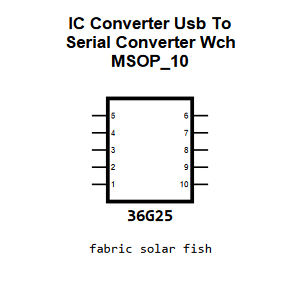 IC Converter Usb To
Serial Converter Wch
MSOP_10
5 6
4 7
3 8
2 9
1 10
36G25
fabric solar fish